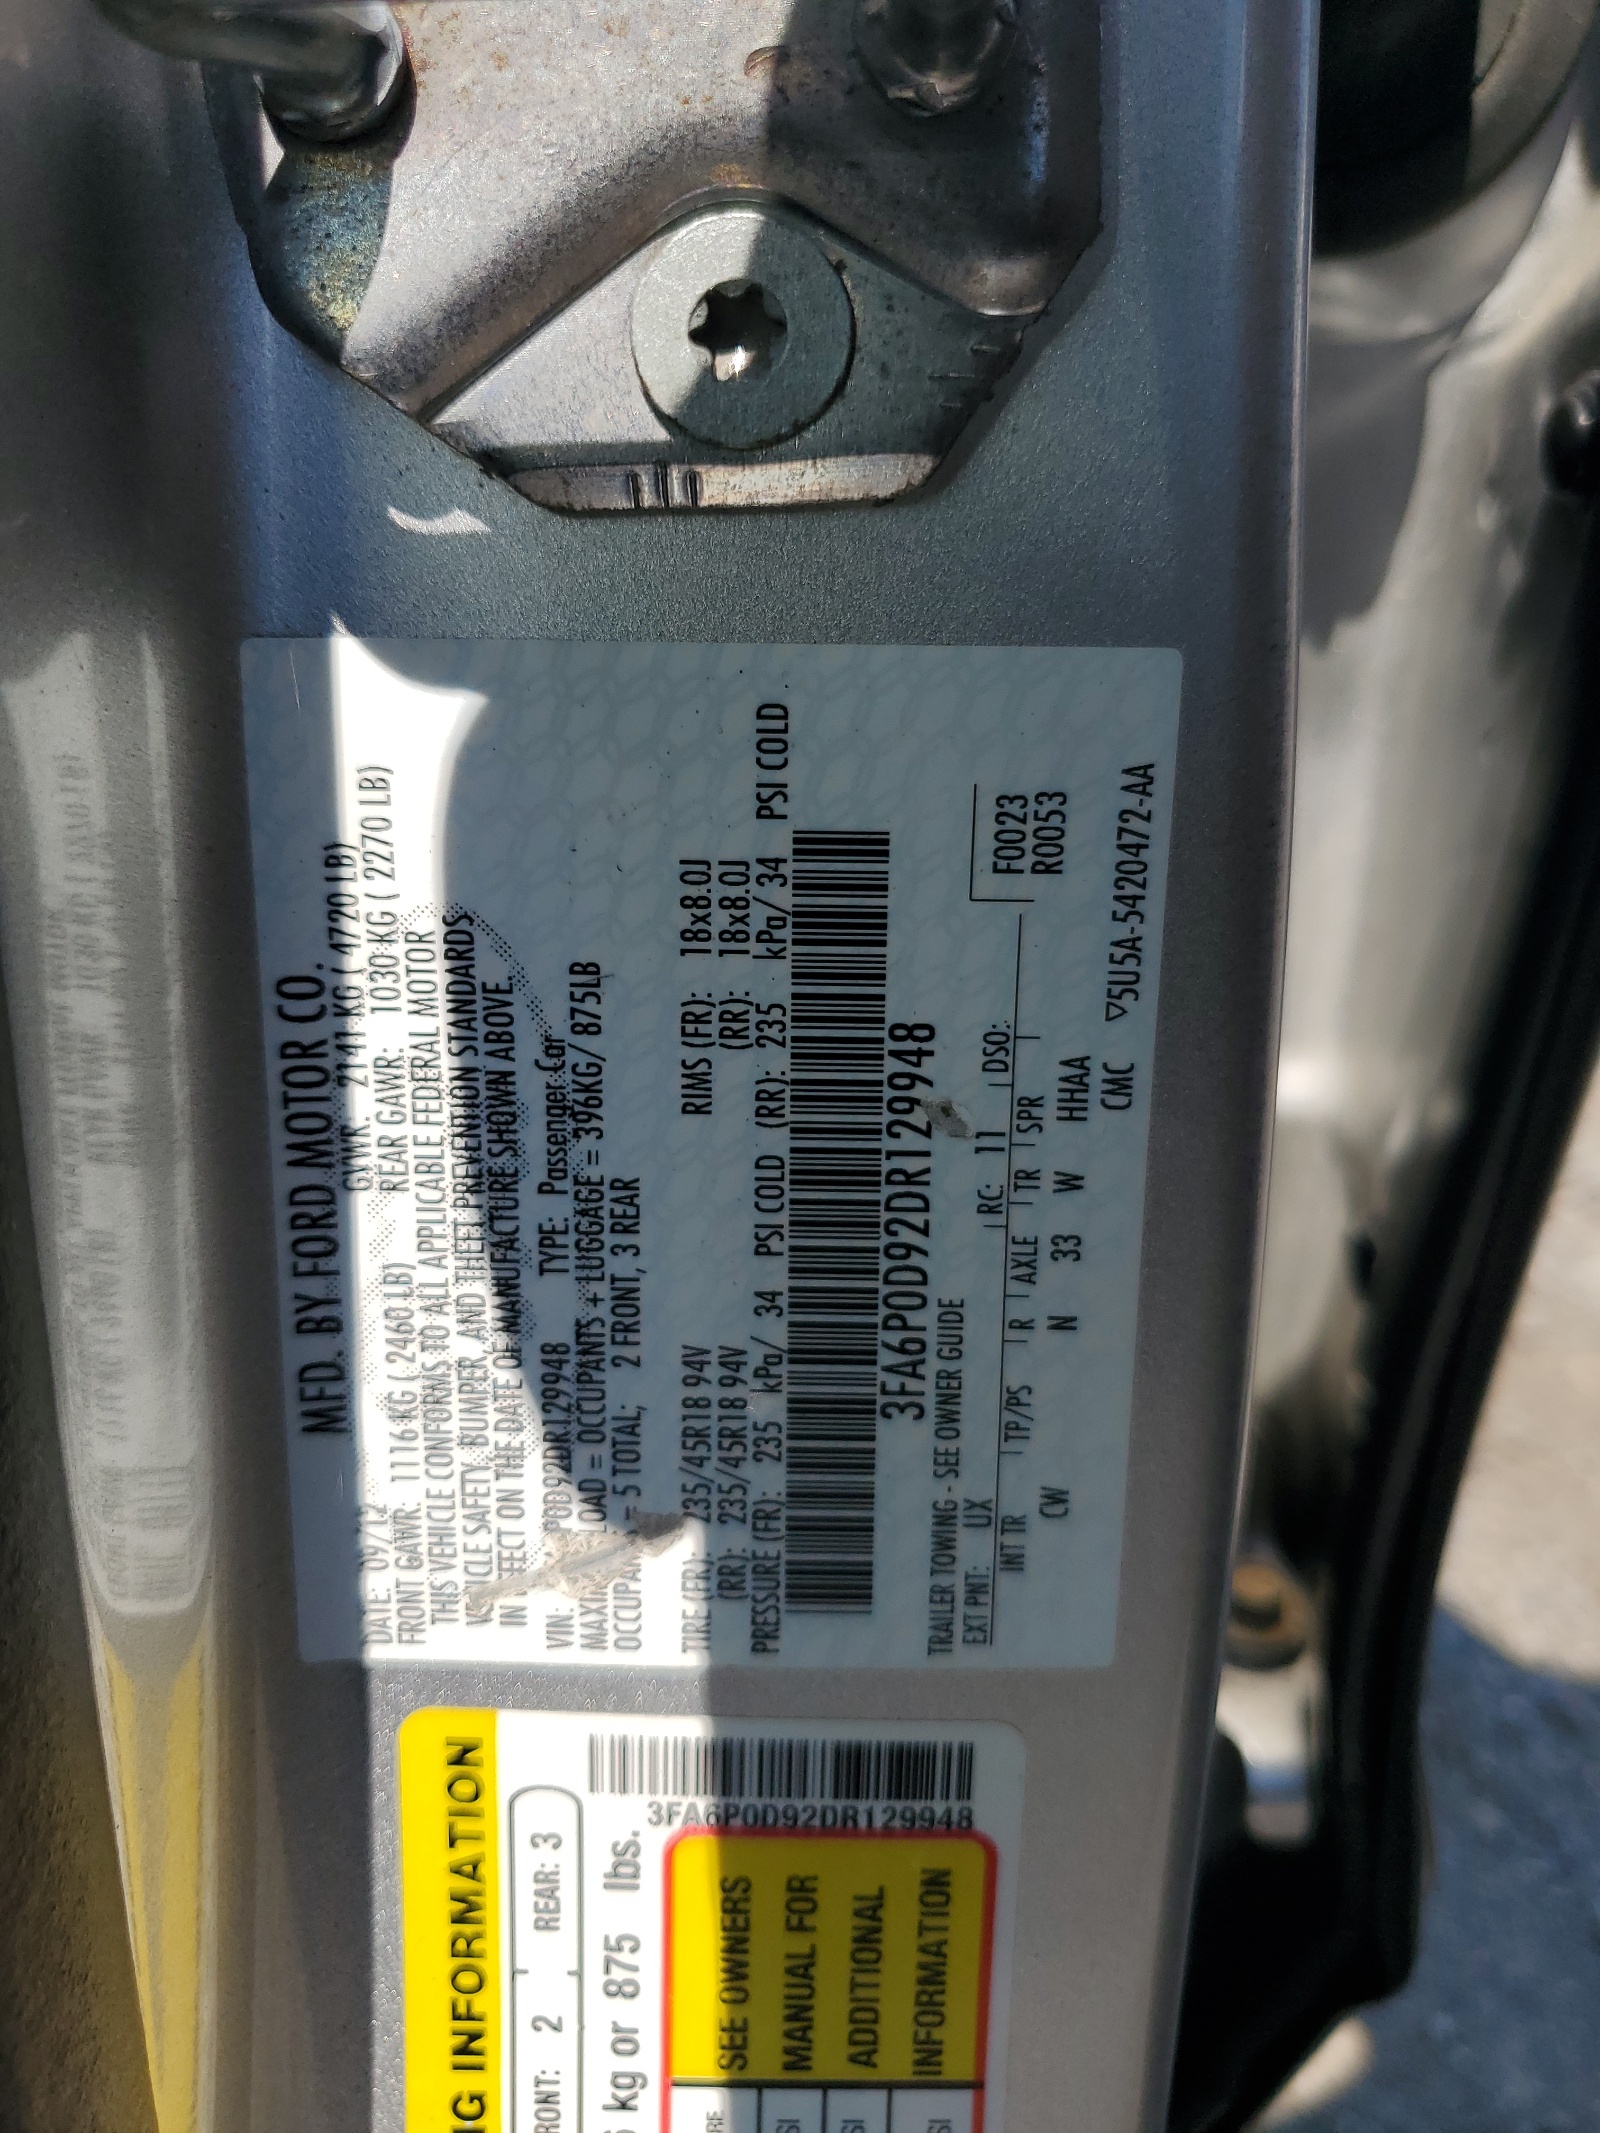 MFD. BY FORD MOTOR CO.
DATE: 09/12 GVWR: 2141 KG ( 4720 LB)
FRONT GAWR: 1116 KG ( 2460 LB) REAR GAWR: 1030 KG ( 2270 LB)
THIS VEHICLE CONFORMS TO ALL APPLICABLE FEDERAL MOTOR
VEHICLE SAFETY, BUMPER, AND THEFT PREVENTION STANDARDS
IN EFFECT ON THE DATE OF MANUFACTURE SHOWN ABOVE.
VIN: P0D92DR129948 TYPE: Passenger Car
LOAD = OCCUPANTS + LUGGAGE = 396KG/ 875LB
= 5 TOTAL; 2 FRONT, 3 REAR
TIRE (FR): 235/45R18 94V RIMS (FR): 18x8.0J
(RR): 235/45R18 94V (RR): 18x8.0J
PRESSURE (FR): 235 kPa/ 34 PSI COLD (RR): 235 kPa/ 34 PSI COLD
3FA6P0D92DR129948
TRAILER TOWING - SEE OWNER GUIDE
EXT PNT: UX RC: 11 DSO:
F0023
R0053
INT TR TP/PS R AXLE TR SPR
CW N 33 W HHAA
CMC ▽5U5A-5420472-AA
INFORMATION
FRONT: 2 REAR: 3
kg or 875 lbs.
3FA6P0D92DR129948
SEE OWNERS
MANUAL FOR
ADDITIONAL
INFORMATION